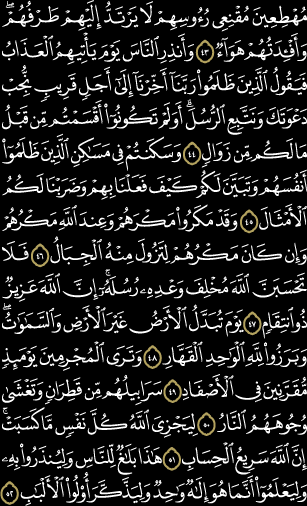 مُهْطِعِينَ مُقْنِعِي رُءُوسِهِمْ لَا يَرْتَدُّ إِلَيْهِمْ طَرْفُهُمْ ۖ
وَأَفْـِٔدَتُهُمْ هَوَآءٌ ۝٤٣ وَأَنذِرِ ٱلنَّاسَ يَوْمَ يَأْتِيهِمُ ٱلْعَذَابُ
فَيَقُولُ ٱلَّذِينَ ظَلَمُوا۟ رَبَّنَآ أَخِّرْنَآ إِلَىٰٓ أَجَلٍ قَرِيبٍ نُّجِبْ
دَعْوَتَكَ وَنَتَّبِعِ ٱلرُّسُلَ ۗ أَوَلَمْ تَكُونُوٓا۟ أَقْسَمْتُم مِّن قَبْلُ
مَا لَكُم مِّن زَوَالٍ ۝٤٤ وَسَكَنتُمْ فِى مَسَـٰكِنِ ٱلَّذِينَ ظَلَمُوٓا۟
أَنفُسَهُمْ وَتَبَيَّنَ لَكُمْ كَيْفَ فَعَلْنَا بِهِمْ وَضَرَبْنَا لَكُمُ
ٱلْأَمْثَالَ ۝٤٥ وَقَدْ مَكَرُوا۟ مَكْرَهُمْ وَعِندَ ٱللَّهِ مَكْرُهُمْ
وَإِن كَانَ مَكْرُهُمْ لِتَزُولَ مِنْهُ ٱلْجِبَالُ ۝٤٦ فَلَا
تَحْسَبَنَّ ٱللَّهَ مُخْلِفَ وَعْدِهِۦ رُسُلَهُۥٓ ۗ إِنَّ ٱللَّهَ عَزِيزٌ
ذُو ٱنتِقَامٍ ۝٤٧ يَوْمَ تُبَدَّلُ ٱلْأَرْضُ غَيْرَ ٱلْأَرْضِ وَٱلسَّمَـٰوَٰتُ ۖ
وَبَرَزُوا۟ لِلَّهِ ٱلْوَٰحِدِ ٱلْقَهَّارِ ۝٤٨ وَتَرَى ٱلْمُجْرِمِينَ يَوْمَئِذٍ
مُّقَرَّنِينَ فِى ٱلْأَصْفَادِ ۝٤٩ سَرَابِيلُهُم مِّن قَطِرَانٍ وَتَغْشَىٰ
وُجُوهَهُمُ ٱلنَّارُ ۝٥٠ لِيَجْزِىَ ٱللَّهُ كُلَّ نَفْسٍ مَّا كَسَبَتْ ۚ
إِنَّ ٱللَّهَ سَرِيعُ ٱلْحِسَابِ ۝٥١ هَـٰذَا بَلَـٰغٌ لِّلنَّاسِ وَلِيُنذَرُوا۟ بِهِۦ
وَلِيَعْلَمُوٓا۟ أَنَّمَا هُوَ إِلَـٰهٌ وَٰحِدٌ وَلِيَذَّكَّرَ أُو۟لُوا۟ ٱلْأَلْبَـٰبِ ۝٥٢